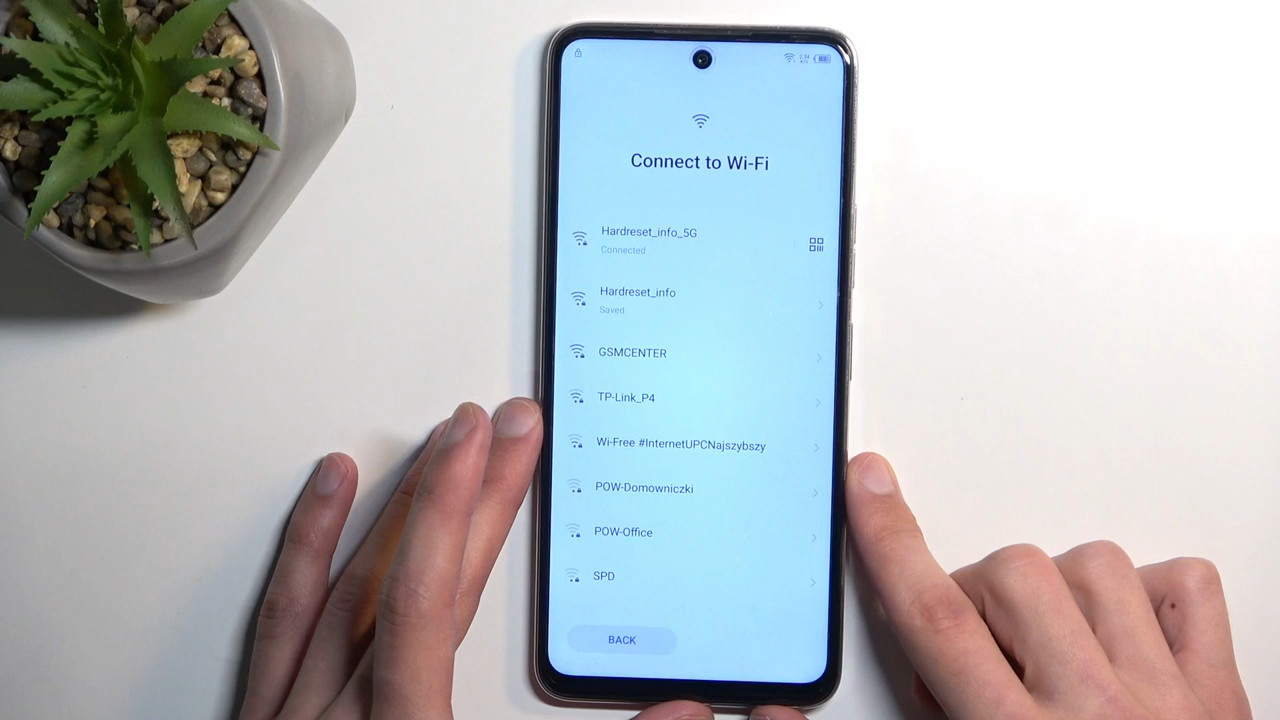 Connect to Wi-Fi
Hardreset_info_5G
Connected
Hardreset_info
Saved
GSMCENTER
TP-Link_P4
Wi-Free #InternetUPCNajszybszy
POW-Domowniczki
POW-Office
SPD
BACK